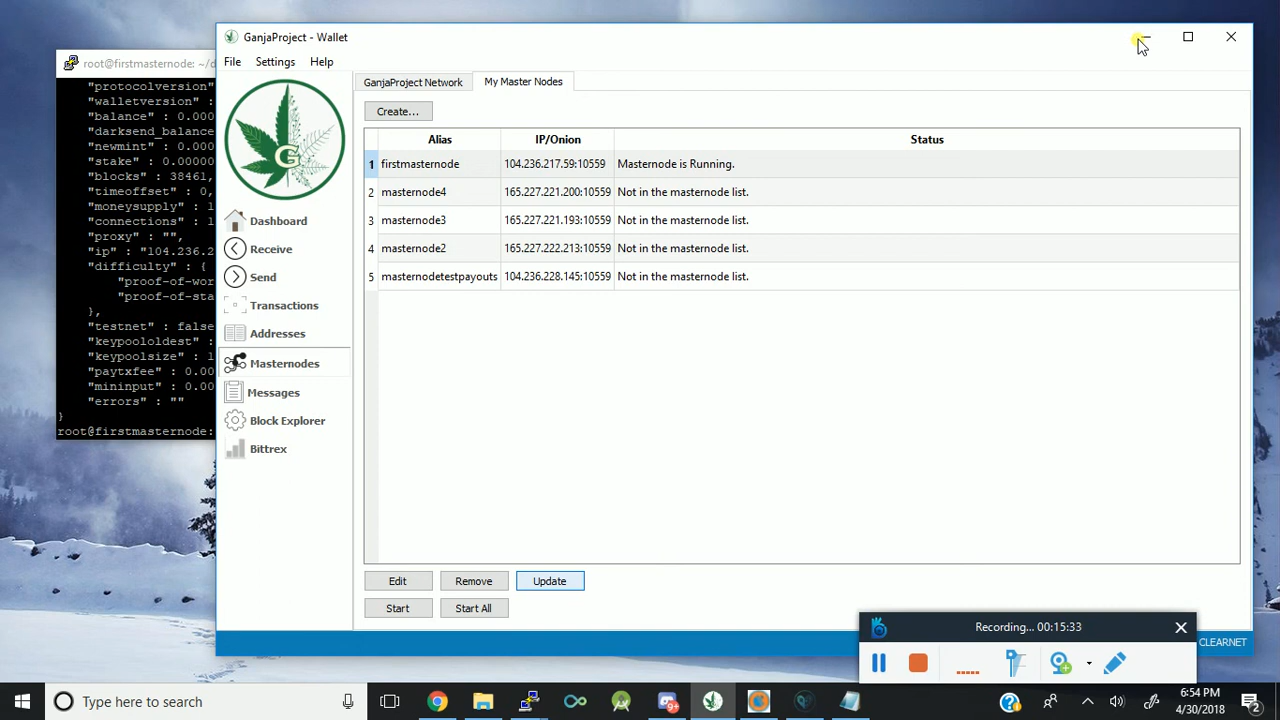 GanjaProject - Wallet
File Settings Help
root@firstmasternode: ~/d
"protocolversion"
"walletversion" :
"balance" : 0.000
"darksend_balance
"newmint" : 0.000
"stake" : 0.00000
"blocks" : 38461,
"timeoffset" : 0,
"moneysupply" : l
"connections" : l
"proxy" : "",
"ip" : "104.236.2
"difficulty" : {
"proof-of-wor
"proof-of-sta
},
"testnet" : false
"keypoololdest" :
"keypoolsize" : l
"paytxfee" : 0.00
"mininput" : 0.00
"errors" : ""
}
root@firstmasternode:
G
Dashboard
Receive
Send
Transactions
Addresses
Masternodes
Messages
Block Explorer
Bittrex
GanjaProject Network My Master Nodes
Create...
Alias IP/Onion Status
1 firstmasternode 104.236.217.59:10559 Masternode is Running.
2 masternode4 165.227.221.200:10559 Not in the masternode list.
3 masternode3 165.227.221.193:10559 Not in the masternode list.
4 masternode2 165.227.222.213:10559 Not in the masternode list.
5 masternodetestpayouts 104.236.228.145:10559 Not in the masternode list.
Edit Remove Update
Start Start All
Recording... 00:15:33
CLEARNET
Type here to search
6:54 PM
4/30/2018
2